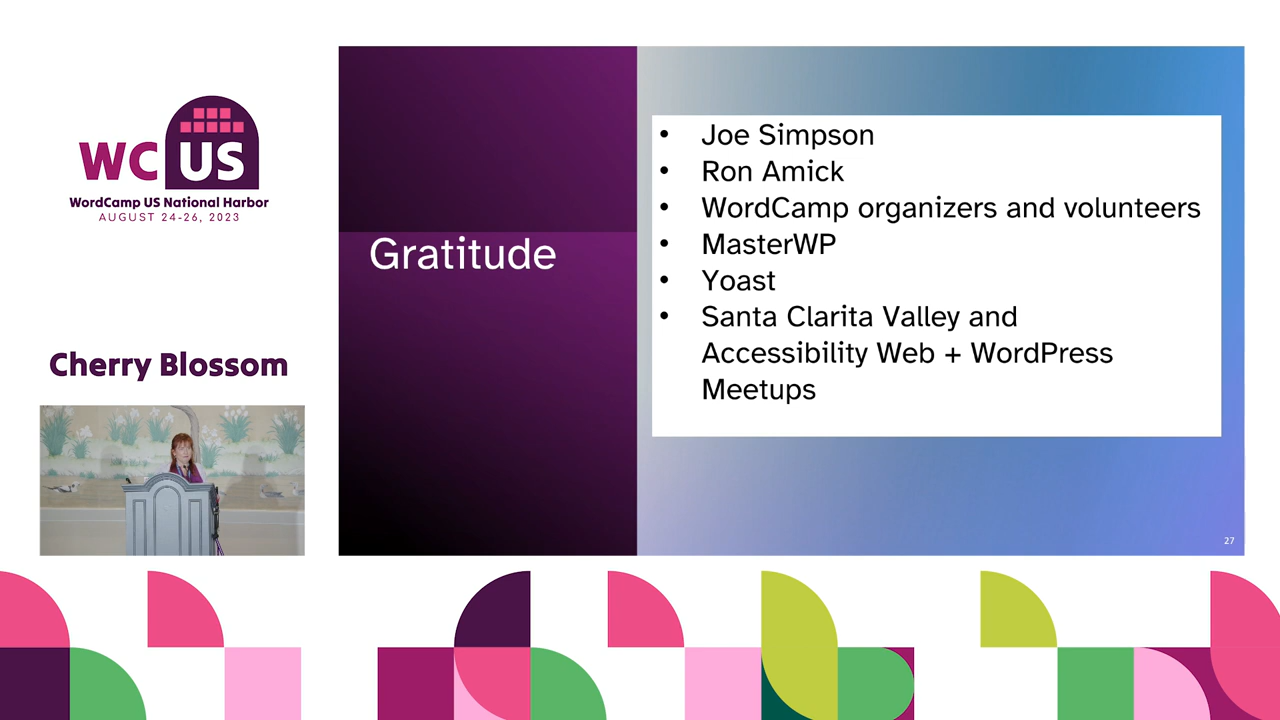 WC US
WordCamp US National Harbor
AUGUST 24-26, 2023
Cherry Blossom
Gratitude
• Joe Simpson
• Ron Amick
• WordCamp organizers and volunteers
• MasterWP
• Yoast
• Santa Clarita Valley and
Accessibility Web + WordPress
Meetups
27